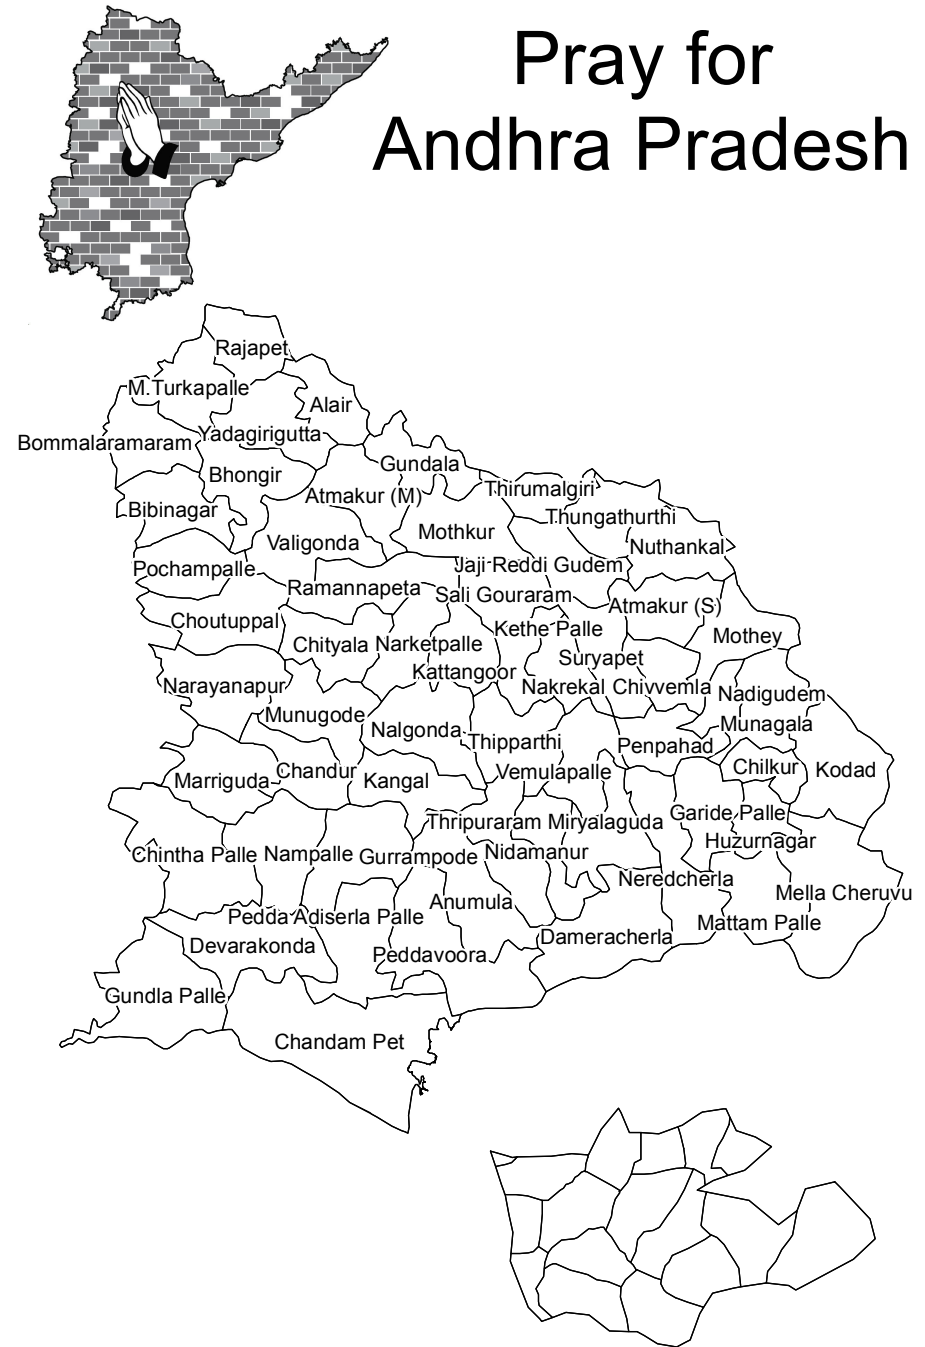 Pray for
Andhra Pradesh
Rajapet
M.Turkapalle
Alair
Bommalaramaram
Yadagirigutta
Gundala
Bhongir
Atmakur (M)
Thirumalgiri
Bibinagar
Thungathurthi
Mothkur
Valigonda
Nuthankal
Pochampalle
Jaji-Reddi Gudem
Ramannapeta
Sali Gouraram
Atmakur (S)
Choutuppal
Kethe Palle
Mothey
Chityala
Narketpalle
Suryapet
Kattangoor
Narayanapur
Nakrekal
Chivvemla
Nadigudem
Munugode
Munagala
Nalgonda
Thipparthi
Penpahad
Chandur
Vemulapalle
Chilkur
Kodad
Marriguda
Kangal
Garide Palle
Thripuraram
Miryalaguda
Huzurnagar
Chintha Palle
Nampalle
Gurrampode
Nidamanur
Neredcherla
Mella Cheruvu
Anumula
Pedda Adiserla Palle
Mattam Palle
Devarakonda
Dameracherla
Peddavoora
Gundla Palle
Chandam Pet